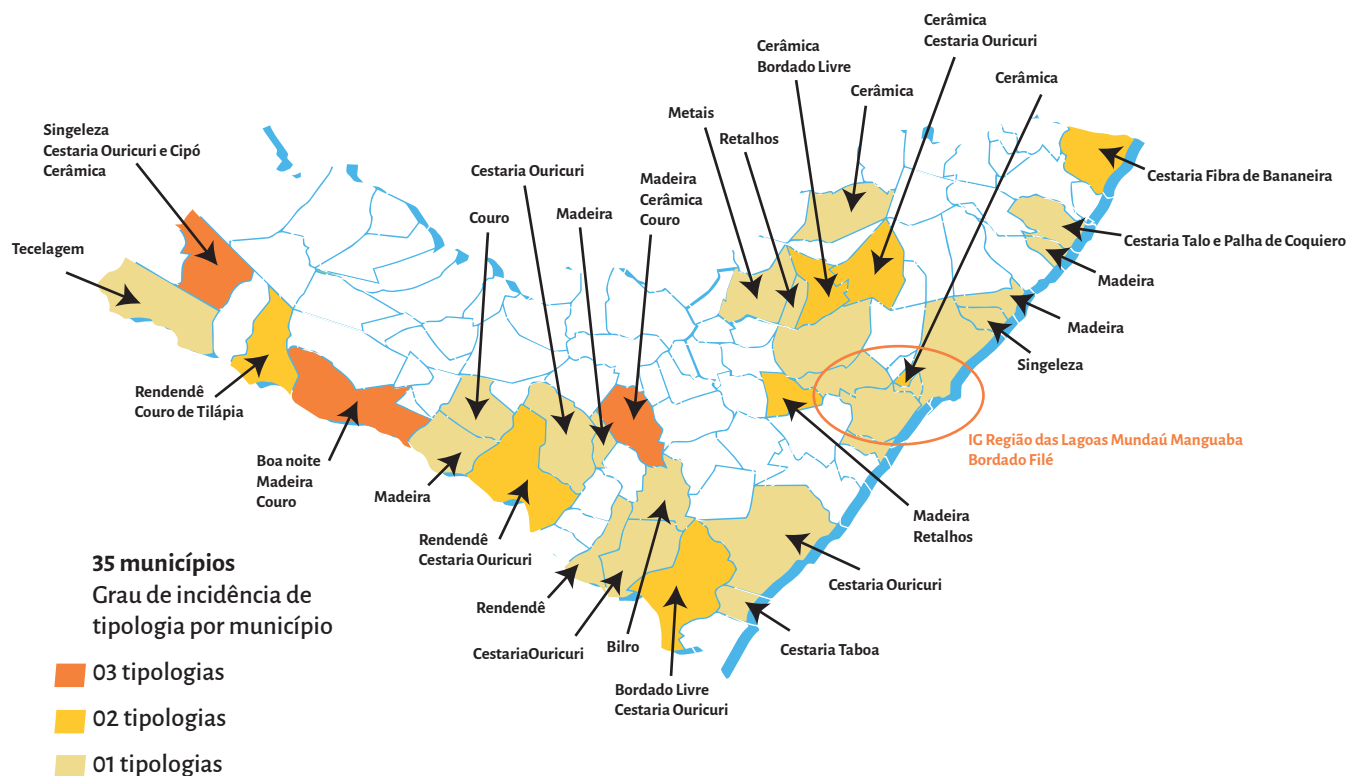 Cerâmica
Cestaria Ouricuri
Cerâmica
Bordado Livre
Cerâmica
Cerâmica
Metais
Retalhos
Singeleza
Cestaria Ouricuri e Cipó
Cerâmica
Cestaria Ouricuri
Madeira
Cerâmica
Couro
Cestaria Fibra de Bananeira
Couro
Madeira
Tecelagem
Cestaria Talo e Palha de Coquiero
Madeira
Madeira
Singeleza
Rendendê
Couro de Tilápia
IG Região das Lagoas Mundaú Manguaba
Bordado Filé
Boa noite
Madeira
Couro
Madeira
Madeira
Retalhos
Rendendê
Cestaria Ouricuri
Cestaria Ouricuri
Rendendê
CestariaOuricuri
Bilro
Cestaria Taboa
Bordado Livre
Cestaria Ouricuri
35 municípios
Grau de incidência de
tipologia por município
03 tipologias
02 tipologias
01 tipologias